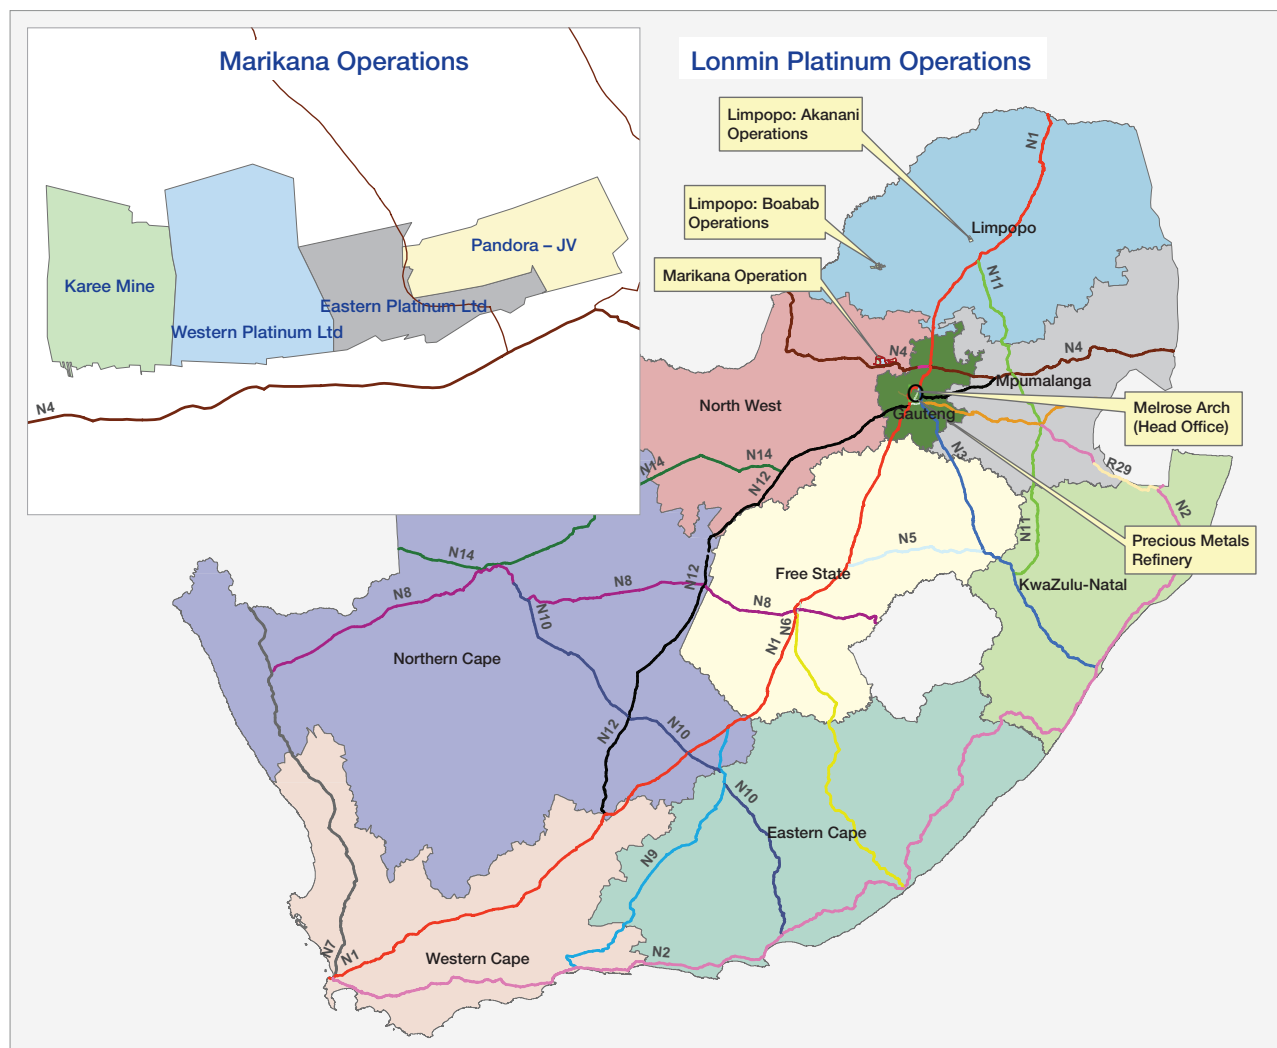 Marikana Operations
Karee Mine
Western Platinum Ltd
Eastern Platinum Ltd
Pandora – JV
N4
Lonmin Platinum Operations
Limpopo: Akanani
Operations
Limpopo: Boabab
Operations
Marikana Operation
N1
Limpopo
N11
N4
N4
Mpumalanga
North West
Gauteng
Melrose Arch
(Head Office)
N14
N14
N12
N3
R29
N2
N11
Precious Metals
Refinery
N5
Free State
KwaZulu-Natal
N14
N8
N8
N12
N10
N8
N6
N1
Northern Cape
N12
N10
N10
Eastern Cape
N9
N7
N1
Western Cape
N2